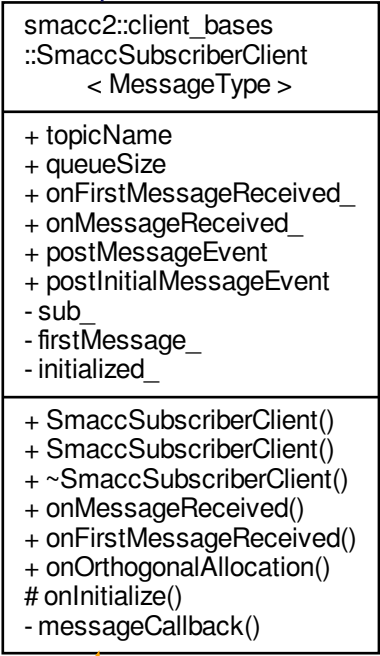 smacc2::client_bases
::SmaccSubscriberClient
< MessageType >
+ topicName
+ queueSize
+ onFirstMessageReceived_
+ onMessageReceived_
+ postMessageEvent
+ postInitialMessageEvent
- sub_
- firstMessage_
- initialized_
+ SmaccSubscriberClient()
+ SmaccSubscriberClient()
+ ~SmaccSubscriberClient()
+ onMessageReceived()
+ onFirstMessageReceived()
+ onOrthogonalAllocation()
# onInitialize()
- messageCallback()